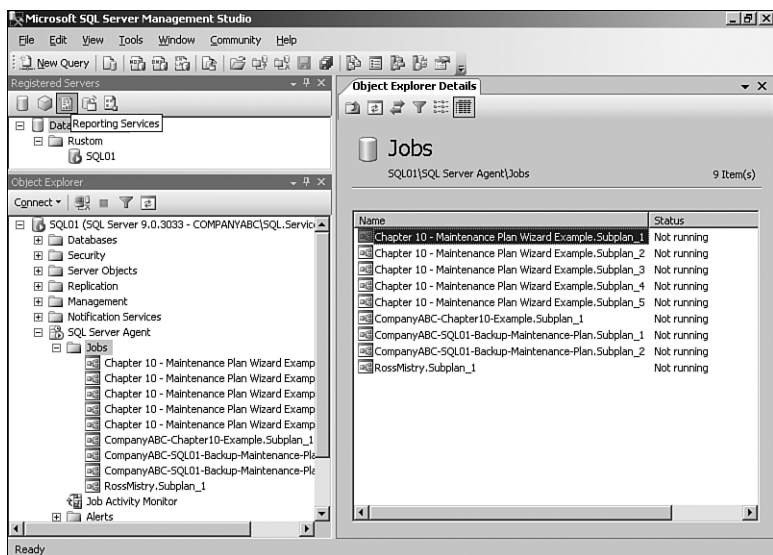 Microsoft SQL Server Management Studio
File Edit View Tools Window Community Help
New Query
Registered Servers
Data
Reporting Services
Rustom
SQL01
Object Explorer
Connect
SQL01 (SQL Server 9.0.3033 - COMPANYABC\SQL.Servic
Databases
Security
Server Objects
Replication
Management
Notification Services
SQL Server Agent
Jobs
Chapter 10 - Maintenance Plan Wizard Examp
Chapter 10 - Maintenance Plan Wizard Examp
Chapter 10 - Maintenance Plan Wizard Examp
Chapter 10 - Maintenance Plan Wizard Examp
Chapter 10 - Maintenance Plan Wizard Examp
CompanyABC-Chapter10-Example.Subplan_1
CompanyABC-SQL01-Backup-Maintenance-Pla
CompanyABC-SQL01-Backup-Maintenance-Pla
RossMistry.Subplan_1
Job Activity Monitor
Alerts
Object Explorer Details
Jobs
SQL01\SQL Server Agent\Jobs 9 Item(s)
Name Status
Chapter 10 - Maintenance Plan Wizard Example.Subplan_1 Not running
Chapter 10 - Maintenance Plan Wizard Example.Subplan_2 Not running
Chapter 10 - Maintenance Plan Wizard Example.Subplan_3 Not running
Chapter 10 - Maintenance Plan Wizard Example.Subplan_4 Not running
Chapter 10 - Maintenance Plan Wizard Example.Subplan_5 Not running
CompanyABC-Chapter10-Example.Subplan_1 Not running
CompanyABC-SQL01-Backup-Maintenance-Plan.Subplan_1 Not running
CompanyABC-SQL01-Backup-Maintenance-Plan.Subplan_2 Not running
RossMistry.Subplan_1 Not running
Ready